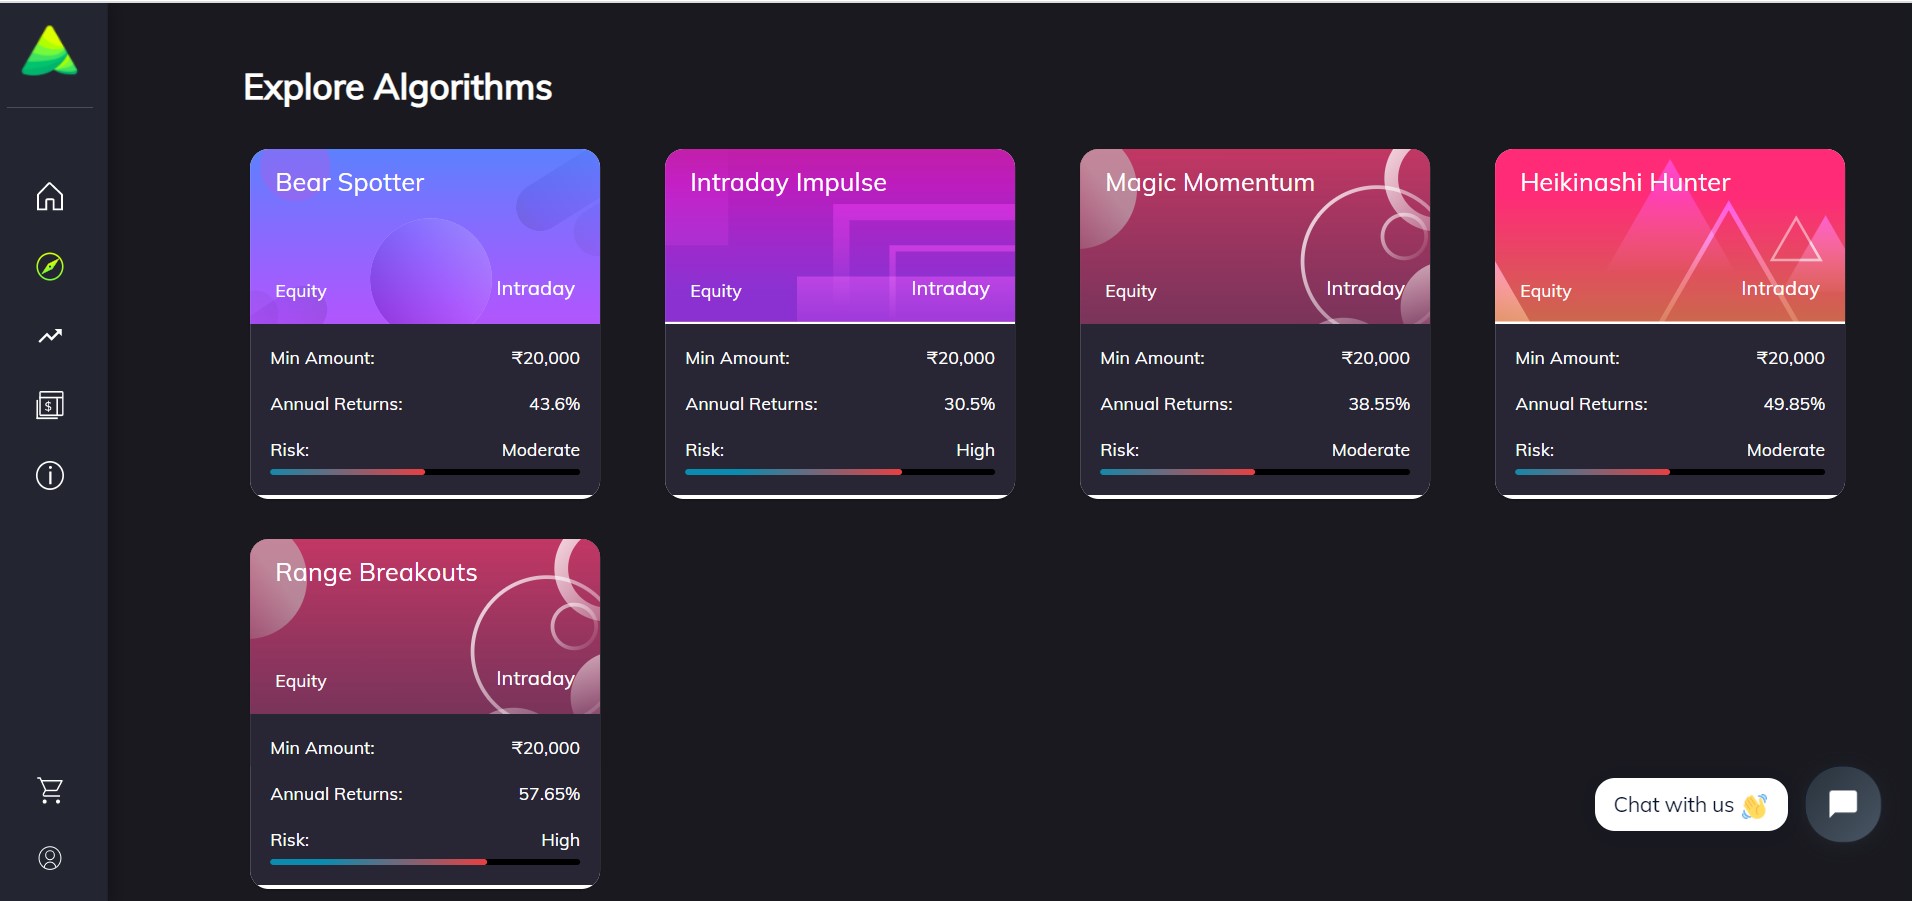 Explore Algorithms
Bear Spotter
Equity Intraday
Min Amount: ₹20,000
Annual Returns: 43.6%
Risk: Moderate
Intraday Impulse
Equity Intraday
Min Amount: ₹20,000
Annual Returns: 30.5%
Risk: High
Magic Momentum
Equity Intraday
Min Amount: ₹20,000
Annual Returns: 38.55%
Risk: Moderate
Heikinashi Hunter
Equity Intraday
Min Amount: ₹20,000
Annual Returns: 49.85%
Risk: Moderate
Range Breakouts
Equity Intraday
Min Amount: ₹20,000
Annual Returns: 57.65%
Risk: High
Chat with us 👋